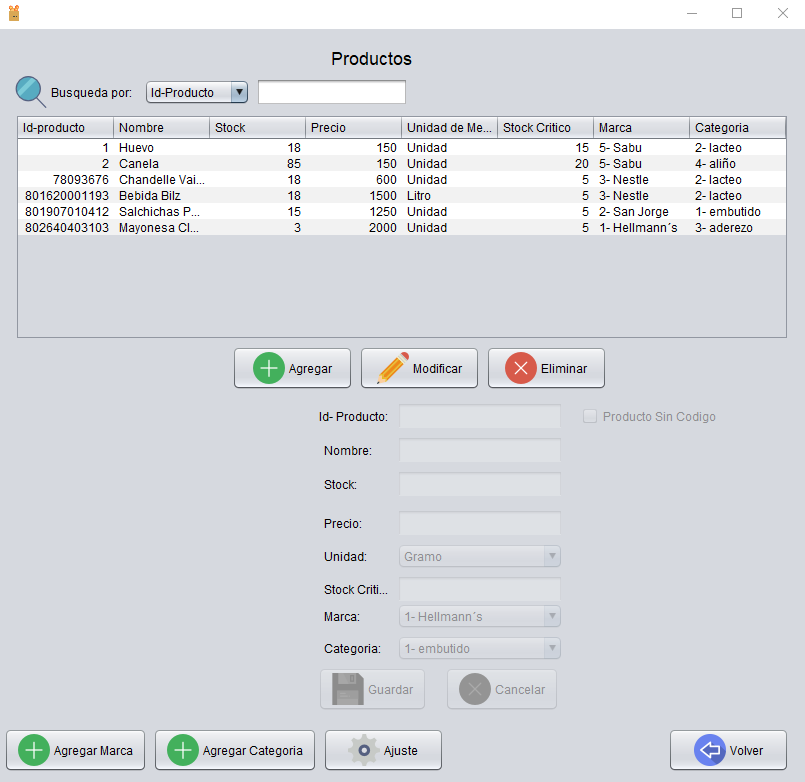 Productos
Busqueda por: Id-Producto
Id-producto Nombre Stock Precio Unidad de Me... Stock Critico Marca Categoria
1 Huevo 18 150 Unidad 15 5- Sabu 2- lacteo
2 Canela 85 150 Unidad 20 5- Sabu 4- aliño
78093676 Chandelle Vai... 18 600 Unidad 5 3- Nestle 2- lacteo
801620001193 Bebida Bilz 18 1500 Litro 5 3- Nestle 2- lacteo
801907010412 Salchichas P... 15 1250 Unidad 5 2- San Jorge 1- embutido
802640403103 Mayonesa Cl... 3 2000 Unidad 5 1- Hellmann´s 3- aderezo
Agregar Modificar Eliminar
Id- Producto: Producto Sin Codigo
Nombre:
Stock:
Precio:
Unidad: Gramo
Stock Criti...
Marca: 1- Hellmann´s
Categoria: 1- embutido
Guardar Cancelar
Agregar Marca Agregar Categoria Ajuste Volver